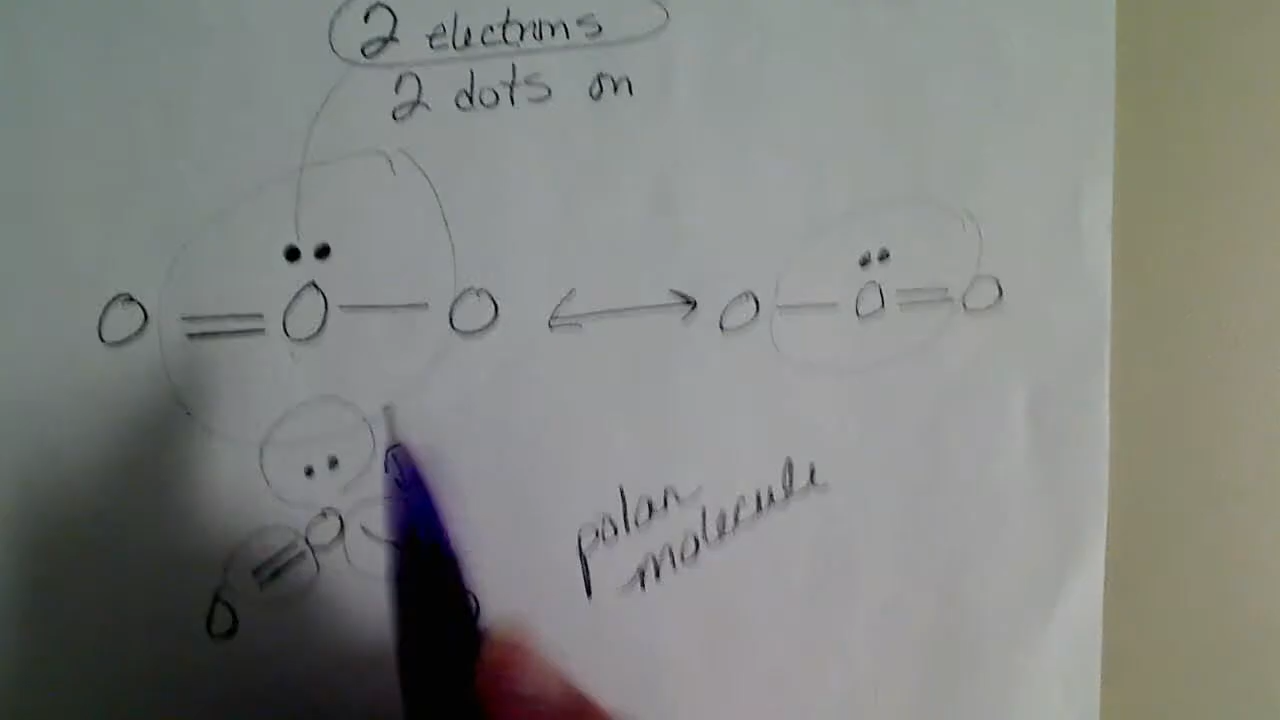 2 electrons
2 dots on
O = O — O ⟷ O — O = O
O
O
polar
molecule